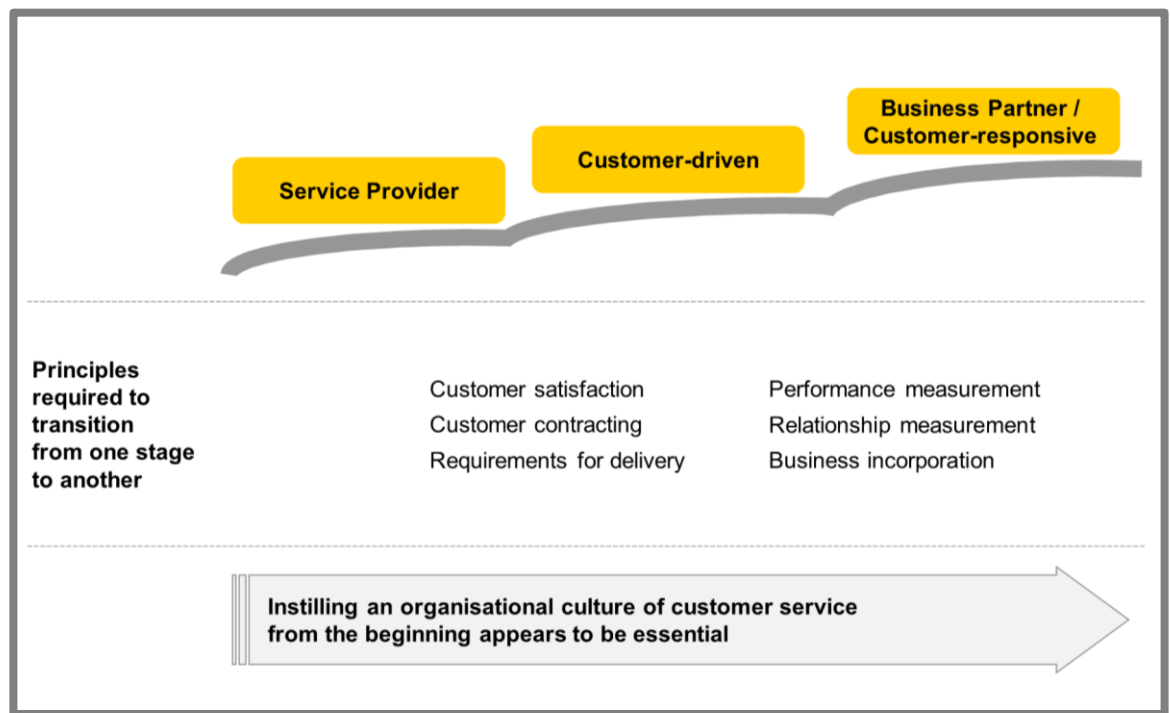 Business Partner /
Customer-responsive
Customer-driven
Service Provider
Principles
required to
transition
from one stage
to another
Customer satisfaction
Customer contracting
Requirements for delivery
Performance measurement
Relationship measurement
Business incorporation
Instilling an organisational culture of customer service
from the beginning appears to be essential